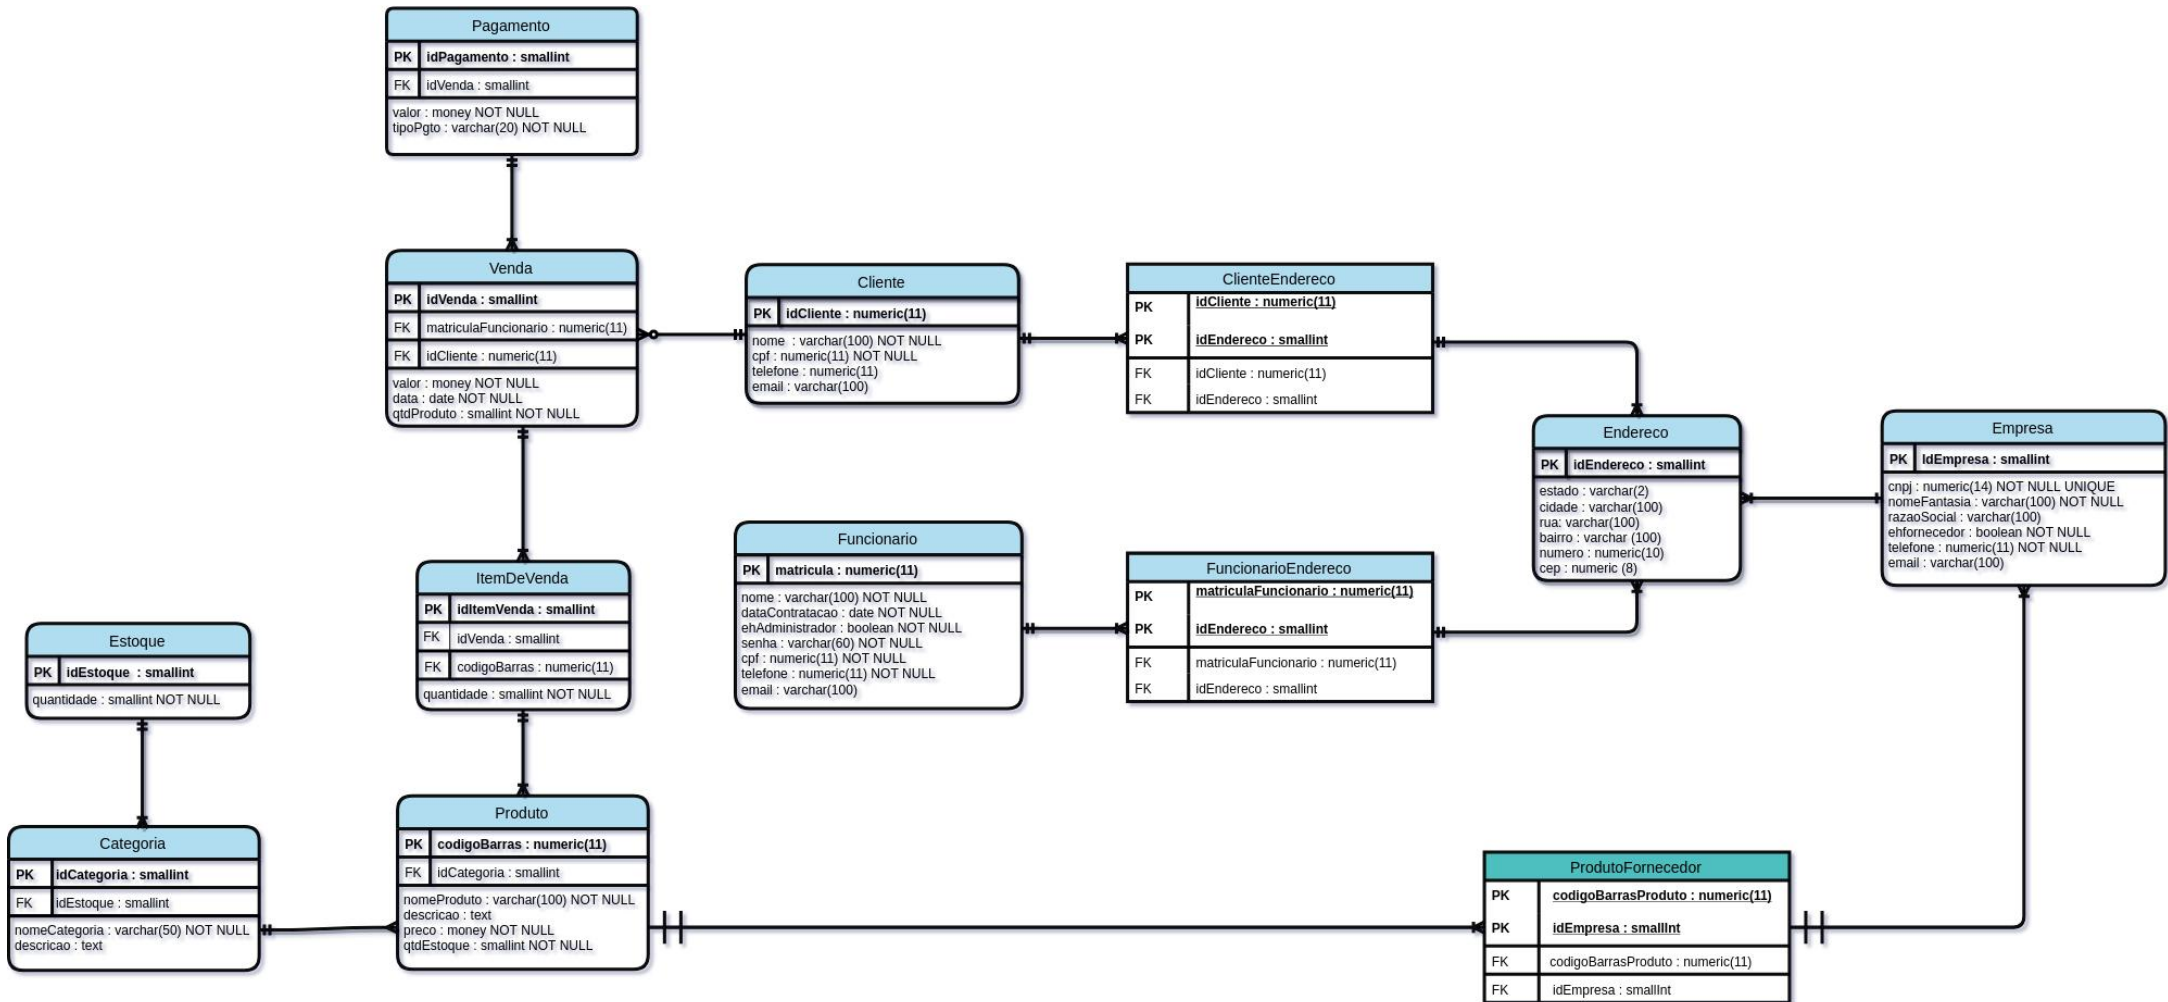 Pagamento
PK idPagamento : smallint
FK idVenda : smallint
valor : money NOT NULL
tipoPgto : varchar(20) NOT NULL
Venda
PK idVenda : smallint
FK matriculaFuncionario : numeric(11)
FK idCliente : numeric(11)
valor : money NOT NULL
data : date NOT NULL
qtdProduto : smallint NOT NULL
Cliente
PK idCliente : numeric(11)
nome : varchar(100) NOT NULL
cpf : numeric(11) NOT NULL
telefone : numeric(11)
email : varchar(100)
ClienteEndereco
PK idCliente : numeric(11)
PK idEndereco : smallint
FK idCliente : numeric(11)
FK idEndereco : smallint
Endereco
PK idEndereco : smallint
estado : varchar(2)
cidade : varchar(100)
rua: varchar(100)
bairro : varchar (100)
numero : numeric(10)
cep : numeric (8)
Empresa
PK IdEmpresa : smallint
cnpj : numeric(14) NOT NULL UNIQUE
nomeFantasia : varchar(100) NOT NULL
razaoSocial : varchar(100)
ehfornecedor : boolean NOT NULL
telefone : numeric(11) NOT NULL
email : varchar(100)
Funcionario
PK matricula : numeric(11)
nome : varchar(100) NOT NULL
dataContratacao : date NOT NULL
ehAdministrador : boolean NOT NULL
senha : varchar(60) NOT NULL
cpf : numeric(11) NOT NULL
telefone : numeric(11) NOT NULL
email : varchar(100)
FuncionarioEndereco
PK matriculaFuncionario : numeric(11)
PK idEndereco : smallint
FK matriculaFuncionario : numeric(11)
FK idEndereco : smallint
ItemDeVenda
PK idItemVenda : smallint
FK idVenda : smallint
FK codigoBarras : numeric(11)
quantidade : smallint NOT NULL
Estoque
PK idEstoque : smallint
quantidade : smallint NOT NULL
Categoria
PK idCategoria : smallint
FK idEstoque : smallint
nomeCategoria : varchar(50) NOT NULL
descricao : text
Produto
PK codigoBarras : numeric(11)
FK idCategoria : smallint
nomeProduto : varchar(100) NOT NULL
descricao : text
preco : money NOT NULL
qtdEstoque : smallint NOT NULL
ProdutoFornecedor
PK codigoBarrasProduto : numeric(11)
PK idEmpresa : smallInt
FK codigoBarrasProduto : numeric(11)
FK idEmpresa : smallInt